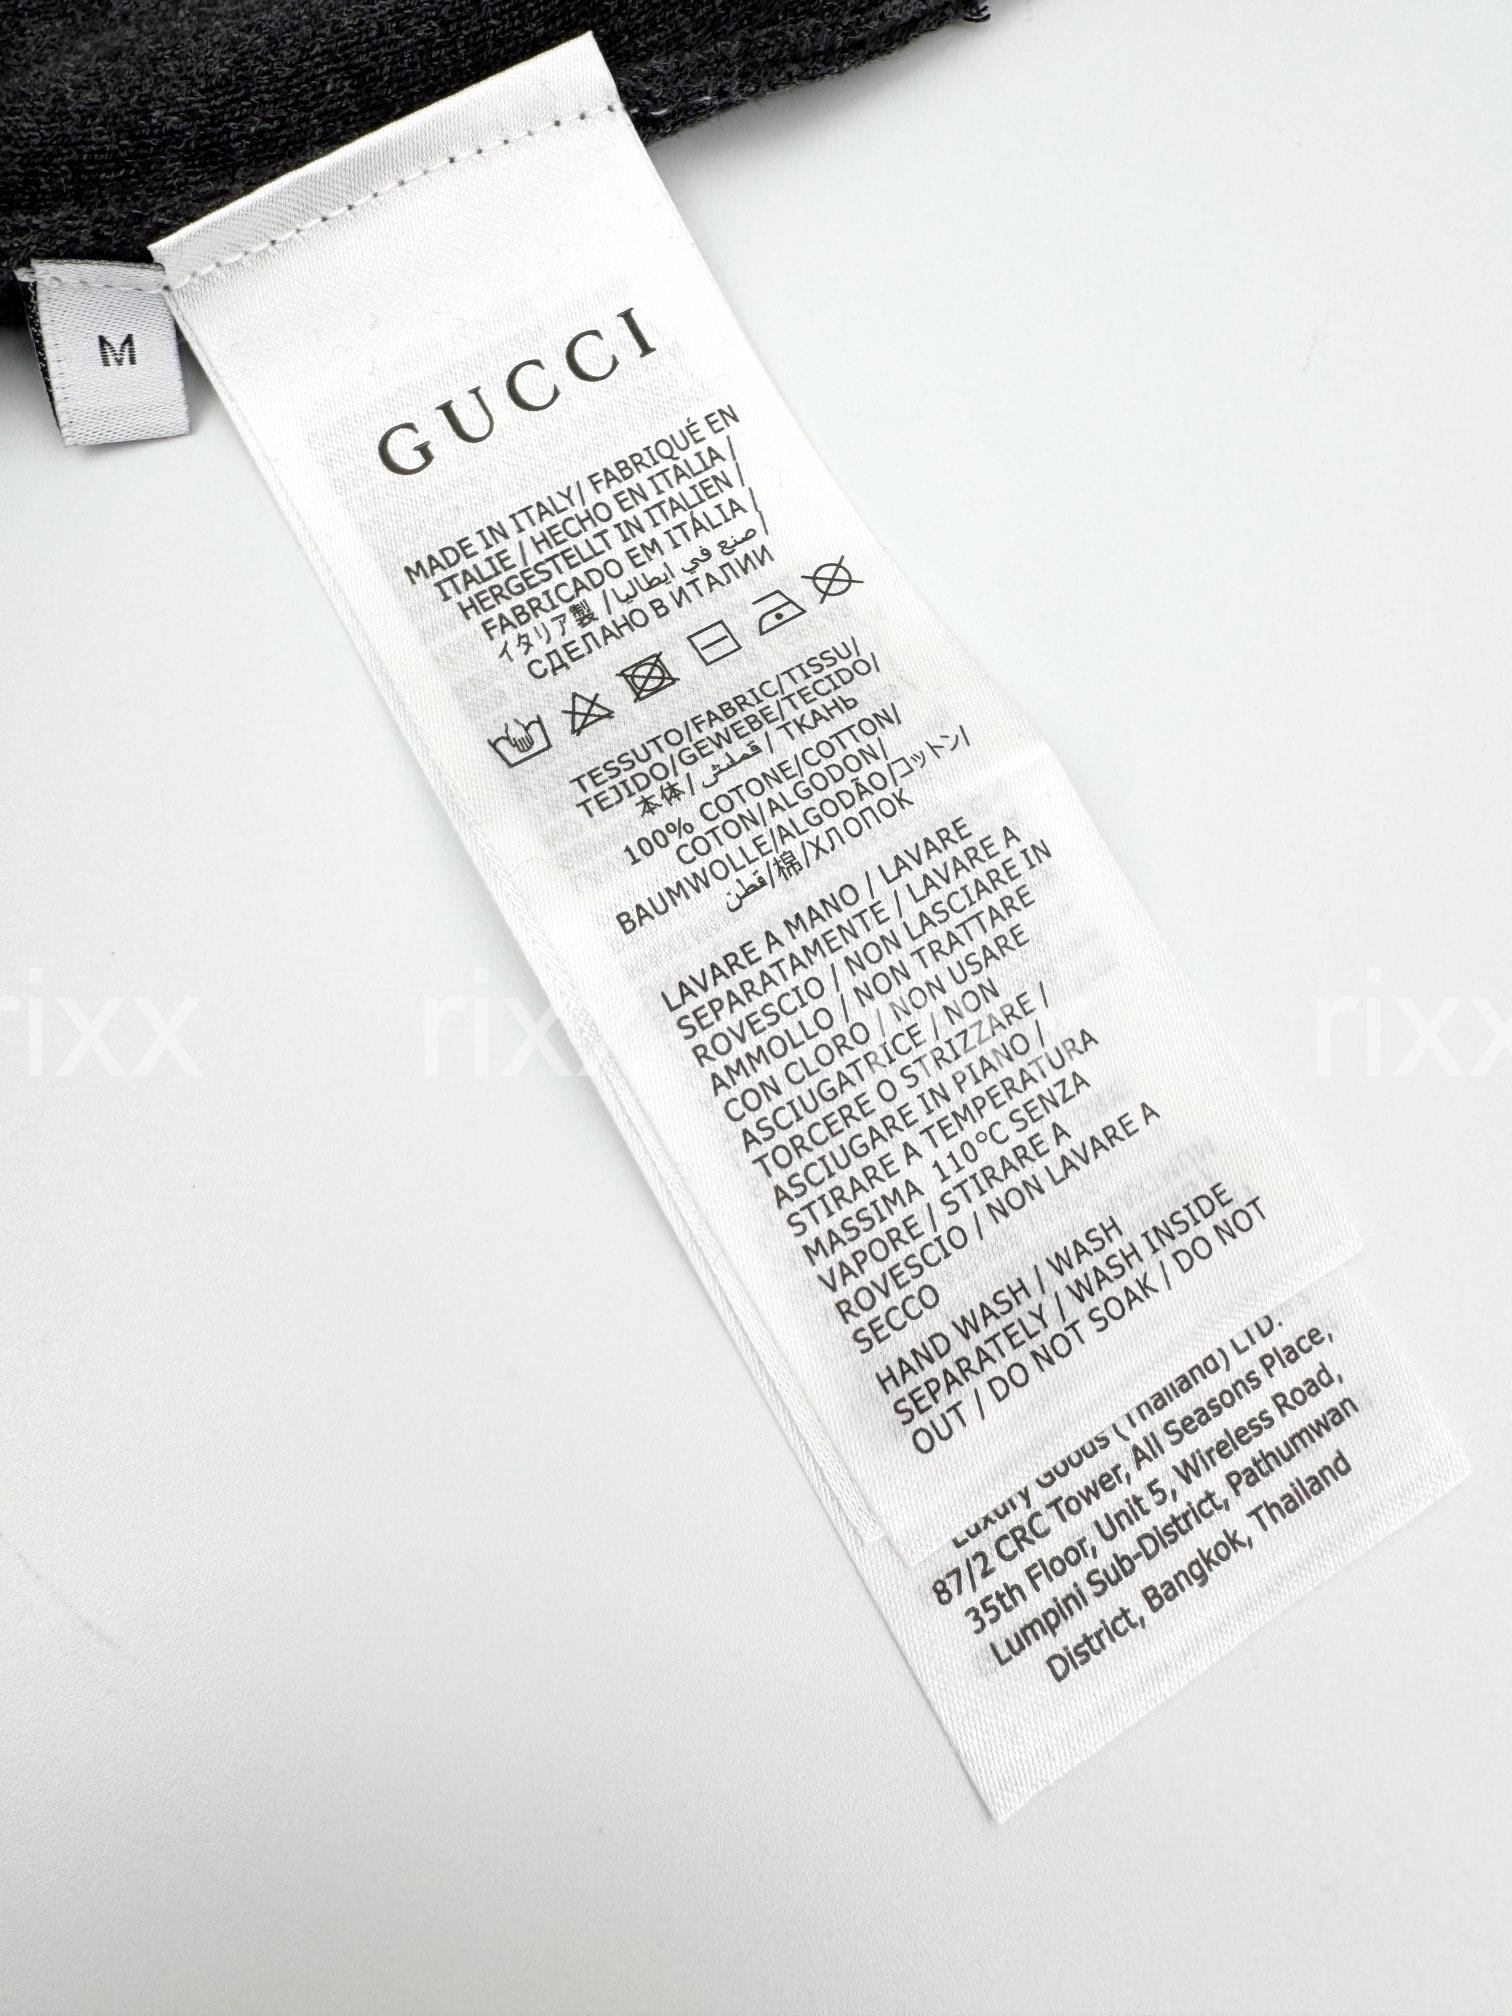 M
GUCCI
MADE IN ITALY/ FABRIQUÉ EN
ITALIE / HECHO EN ITALIA /
HERGESTELLT IN ITALIEN /
FABRICADO EM ITÁLIA /
イタリア製 / صنع في ايطاليا /
СДЕЛАНО В ИТАЛИИ
TESSUTO/FABRIC/TISSU/
TEJIDO/GEWEBE/TECIDO/
本体/ قملش / ТКАНЬ
100% COTONE/COTTON/
COTON/ALGODON/
BAUMWOLLE/ALGODÃO/コットン/
قطن/棉/ХЛОПОК
LAVARE A MANO / LAVARE
SEPARATAMENTE / LAVARE A
ROVESCIO / NON LASCIARE IN
AMMOLLO / NON TRATTARE
CON CLORO / NON USARE
ASCIUGATRICE / NON
TORCERE O STRIZZARE /
ASCIUGARE IN PIANO /
STIRARE A TEMPERATURA
MASSIMA 110°C SENZA
VAPORE / STIRARE A
ROVESCIO / NON LAVARE A
SECCO
HAND WASH / WASH
SEPARATELY / WASH INSIDE
OUT / DO NOT SOAK / DO NOT
Luxury Goods (Thailand) LTD.
87/2 CRC Tower, All Seasons Place,
35th Floor, Unit 5, Wireless Road,
Lumpini Sub-District, Pathumwan
District, Bangkok, Thailand
rixx rixx rixx